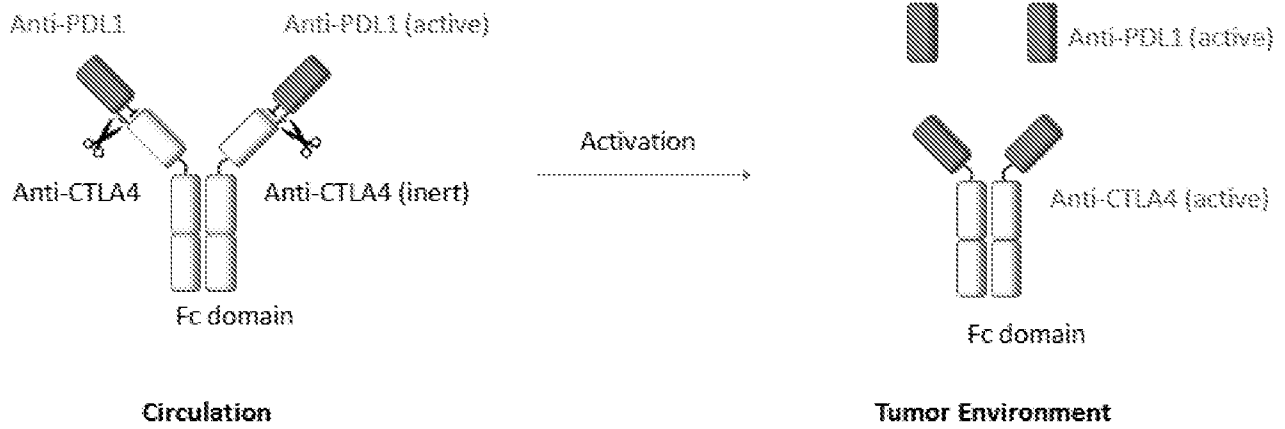 Anti-PDL1
Anti-PDL1 (active)
Anti-CTLA4
Anti-CTLA4 (inert)
Fc domain
Circulation
Activation
Anti-PDL1 (active)
Anti-CTLA4 (active)
Fc domain
Tumor Environment